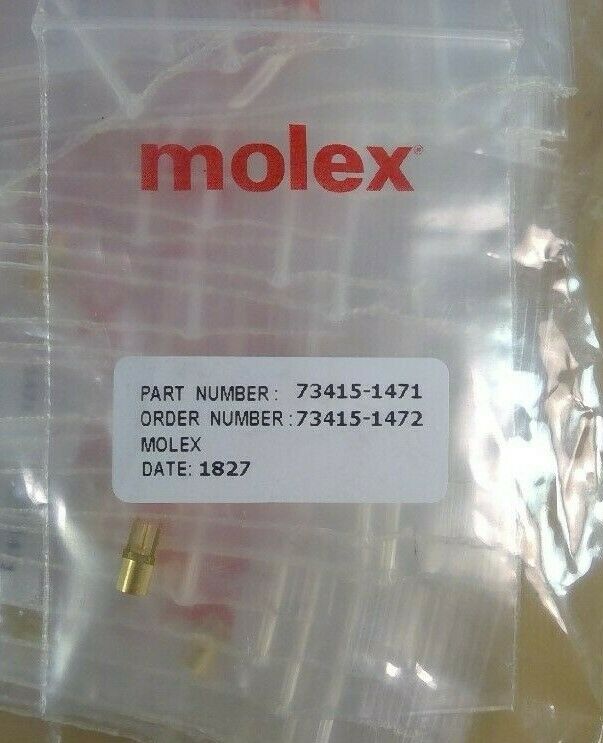 molex®
PART NUMBER: 73415-1471
ORDER NUMBER:73415-1472
MOLEX
DATE: 1827